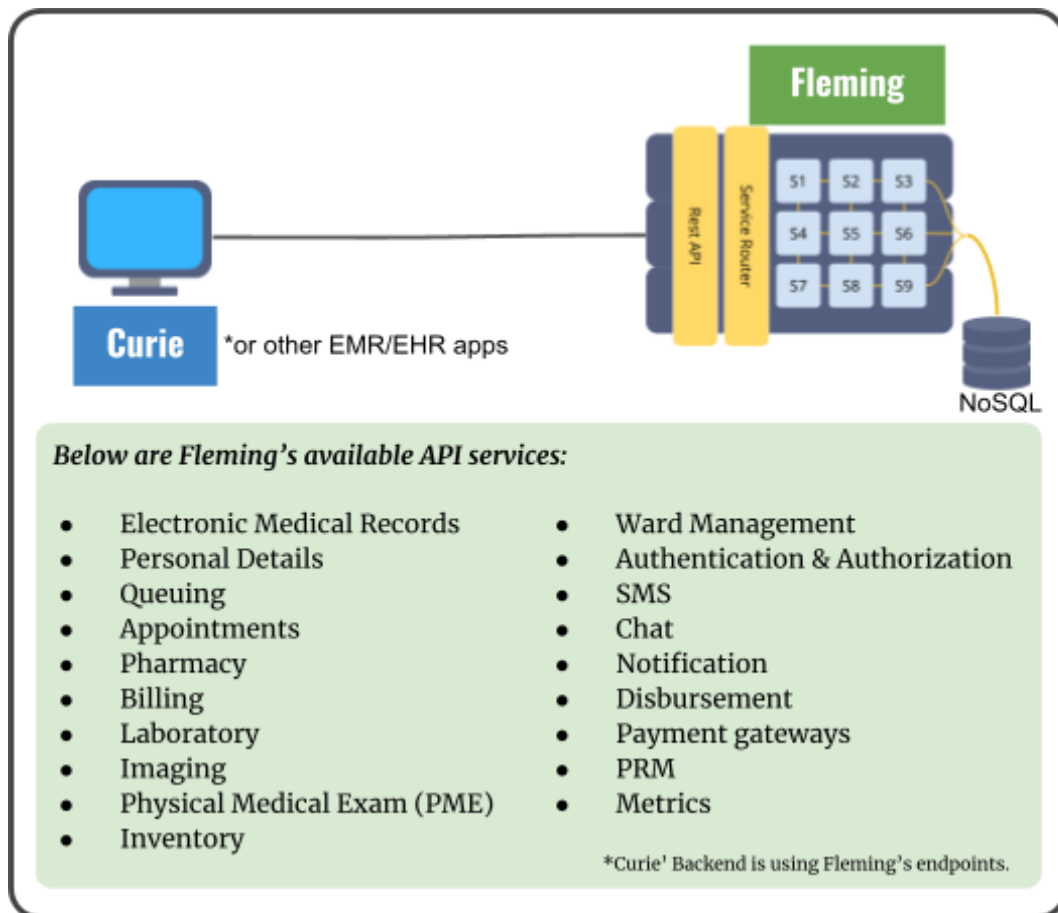 Fleming
Rest API
Service Router
S1
S2
S3
S4
S5
S6
S7
S8
S9
Curie
*or other EMR/EHR apps
NoSQL
Below are Fleming’s available API services:
● Electronic Medical Records
● Personal Details
● Queuing
● Appointments
● Pharmacy
● Billing
● Laboratory
● Imaging
● Physical Medical Exam (PME)
● Inventory
● Ward Management
● Authentication & Authorization
● SMS
● Chat
● Notification
● Disbursement
● Payment gateways
● PRM
● Metrics
*Curie' Backend is using Fleming’s endpoints.